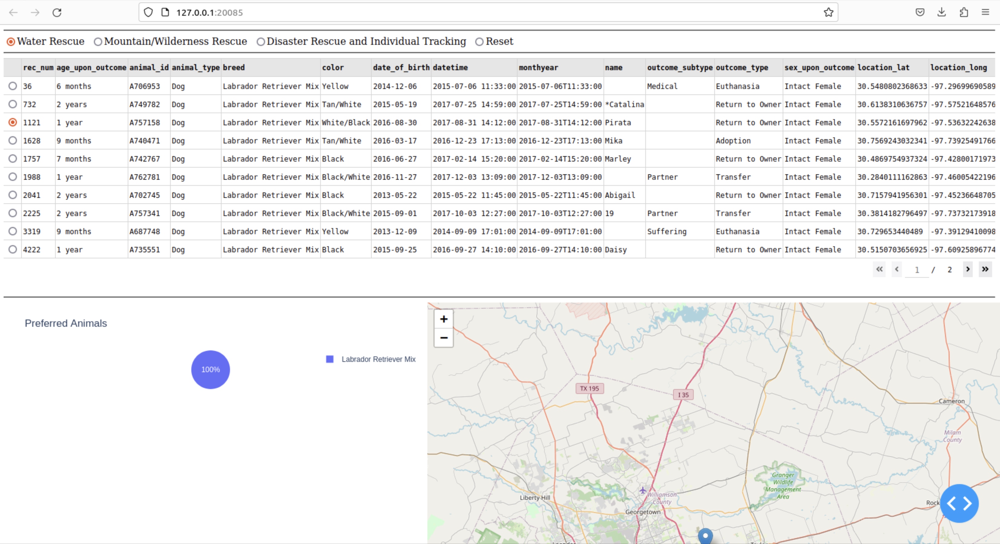 127.0.0.1:20085
Water Rescue Mountain/Wilderness Rescue Disaster Rescue and Individual Tracking Reset
rec_num age_upon_outcome animal_id animal_type breed color date_of_birth datetime monthyear name outcome_subtype outcome_type sex_upon_outcome location_lat location_long
36 6 months A706953 Dog Labrador Retriever Mix Yellow 2014-12-06 2015-07-06 11:33:00 2015-07-06T11:33:00 Medical Euthanasia Intact Female 30.5480802368633 -97.29699690589
732 2 years A749782 Dog Labrador Retriever Mix Tan/White 2015-05-19 2017-07-25 14:59:00 2017-07-25T14:59:00 *Catalina Return to Owner Intact Female 30.6138310636757 -97.57521648576
1121 1 year A757158 Dog Labrador Retriever Mix White/Black 2016-08-30 2017-08-31 14:12:00 2017-08-31T14:12:00 Pirata Return to Owner Intact Female 30.5572161697962 -97.53632242638
1628 9 months A740471 Dog Labrador Retriever Mix Tan/White 2016-03-17 2016-12-23 17:13:00 2016-12-23T17:13:00 Mika Adoption Intact Female 30.7569243032341 -97.73925491766
1757 7 months A742767 Dog Labrador Retriever Mix Black 2016-06-27 2017-02-14 15:20:00 2017-02-14T15:20:00 Marley Return to Owner Intact Female 30.4869754937324 -97.42800171973
1988 1 year A762781 Dog Labrador Retriever Mix Black/White 2016-11-27 2017-12-03 13:09:00 2017-12-03T13:09:00 Partner Transfer Intact Female 30.2840111162863 -97.46005422196
2041 2 years A702745 Dog Labrador Retriever Mix Black 2013-05-22 2015-05-22 11:45:00 2015-05-22T11:45:00 Abigail Return to Owner Intact Female 30.7157941956301 -97.45236648705
2225 2 years A757341 Dog Labrador Retriever Mix Black/White 2015-09-01 2017-10-03 12:27:00 2017-10-03T12:27:00 19 Partner Transfer Intact Female 30.3814182796497 -97.73732173918
3319 9 months A687748 Dog Labrador Retriever Mix Yellow 2013-12-09 2014-09-09 17:01:00 2014-09-09T17:01:00 Suffering Euthanasia Intact Female 30.729653440489 -97.39129410098
4222 1 year A735551 Dog Labrador Retriever Mix Black 2015-09-25 2016-09-27 14:10:00 2016-09-27T14:10:00 Daisy Return to Owner Intact Female 30.5150703656925 -97.60925896774
« ‹ 1 / 2 › »
Preferred Animals
100%
Labrador Retriever Mix
+
−
TX 195
I 35
Cameron
Milam
County
Granger
Wildlife
Management
Area
Williamson
County
Liberty Hill
Rock
Georgetown